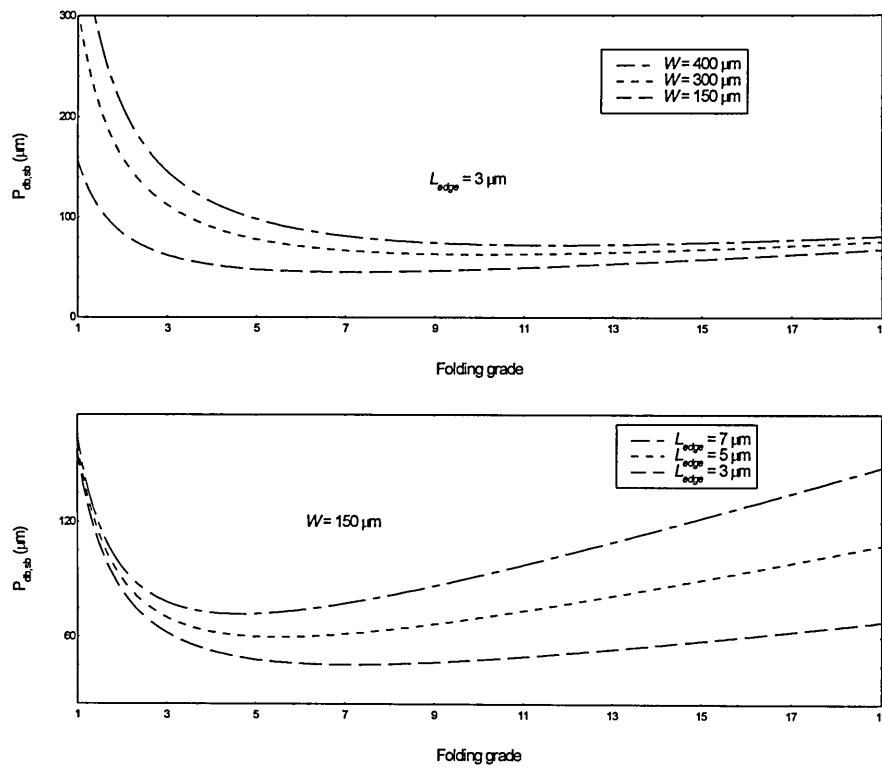 300
200
100
0
P_db,sb (μm)
W = 400 μm
W = 300 μm
W = 150 μm
L_edge = 3 μm
1 3 5 7 9 11 13 15 17 1
Folding grade
120
60
P_db,sb (μm)
L_edge = 7 μm
L_edge = 5 μm
L_edge = 3 μm
W = 150 μm
1 3 5 7 9 11 13 15 17 1
Folding grade